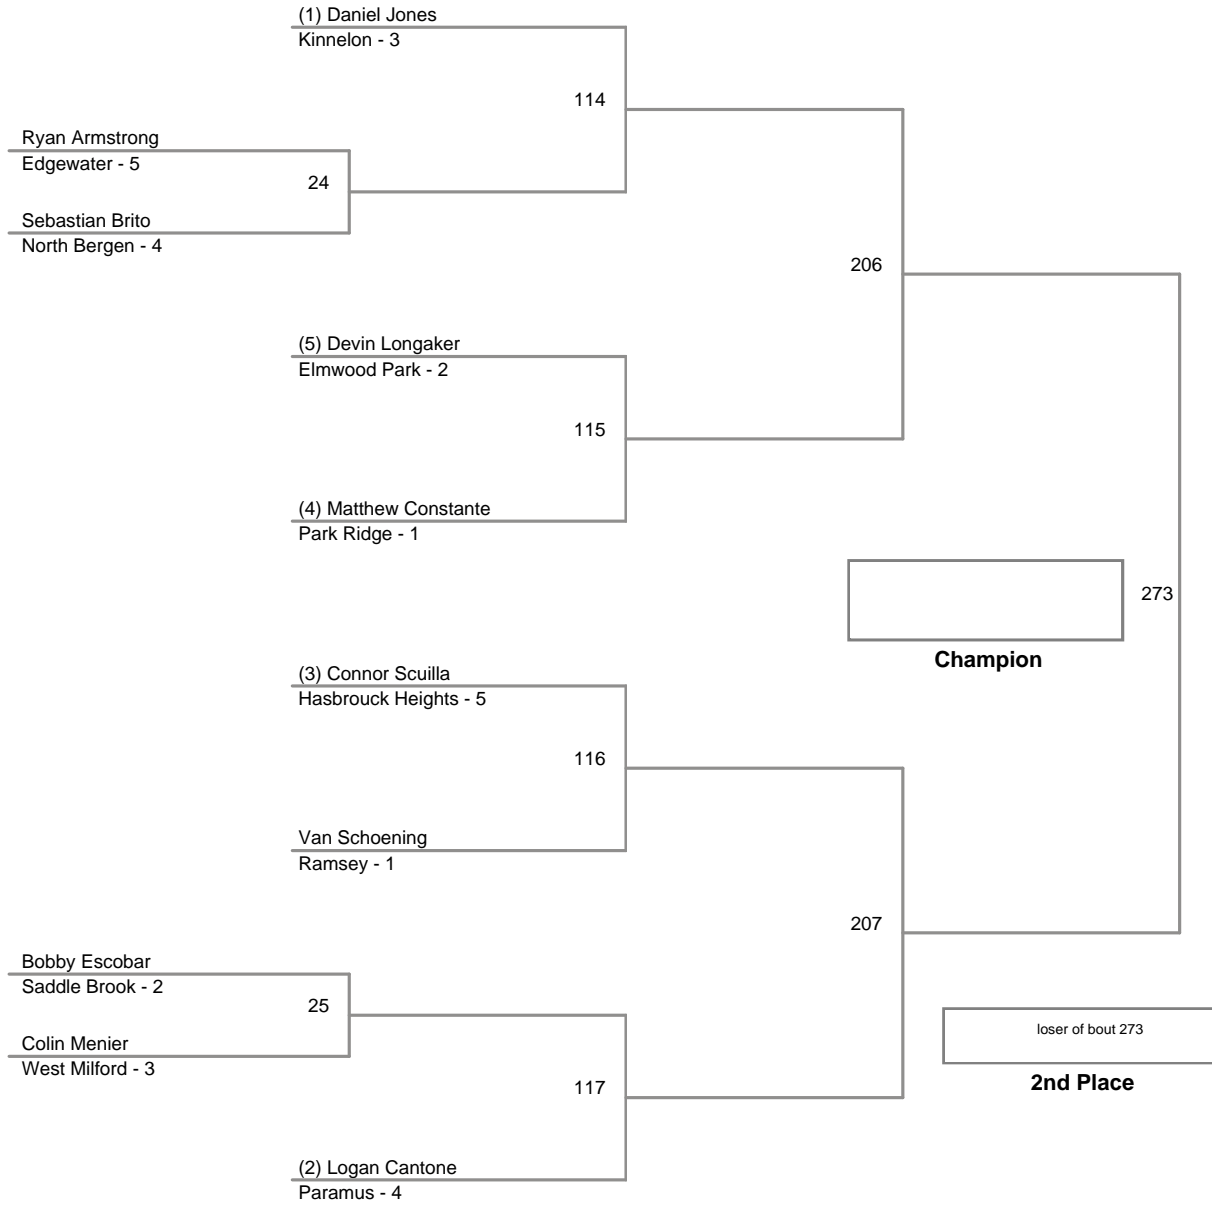 (1) Daniel Jones
Kinnelon - 3
114
Ryan Armstrong
Edgewater - 5
24
Sebastian Brito
North Bergen - 4
206
(5) Devin Longaker
Elmwood Park - 2
115
(4) Matthew Constante
Park Ridge - 1
273
Champion
(3) Connor Scuilla
Hasbrouck Heights - 5
116
Van Schoening
Ramsey - 1
207
Bobby Escobar
Saddle Brook - 2
25
Colin Menier
West Milford - 3
loser of bout 273
2nd Place
117
(2) Logan Cantone
Paramus - 4